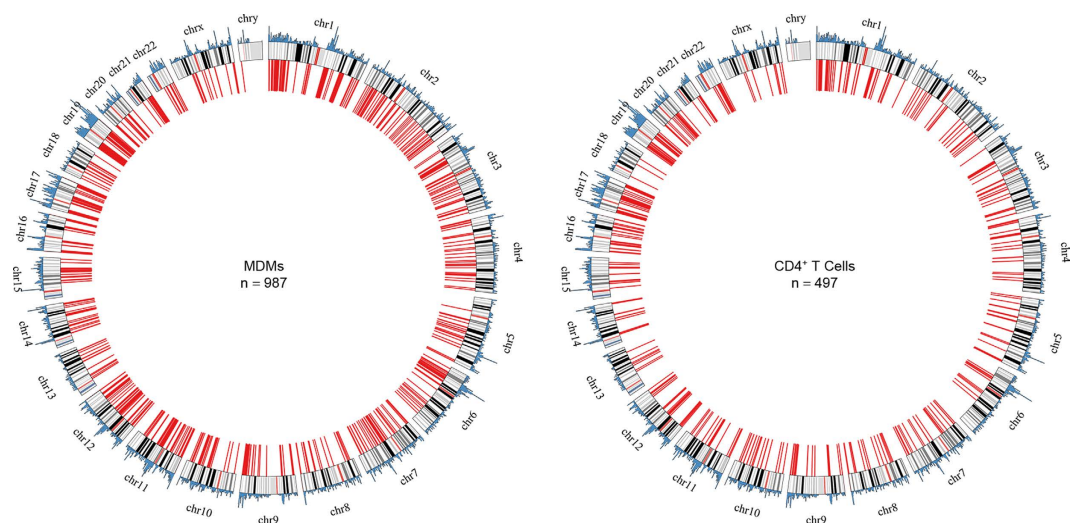 chr1
chr2
chr3
chr4
chr5
chr6
chr7
chr8
chr9
chr10
chr11
chr12
chr13
chr14
chr15
chr16
chr17
chr18
chr19
chr20
chr21
chr22
chrx
chry
MDMs
n = 987
chr1
chr2
chr3
chr4
chr5
chr6
chr7
chr8
chr9
chr10
chr11
chr12
chr13
chr14
chr15
chr16
chr17
chr18
chr19
chr20
chr21
chr22
chrx
chry
CD4⁺ T Cells
n = 497